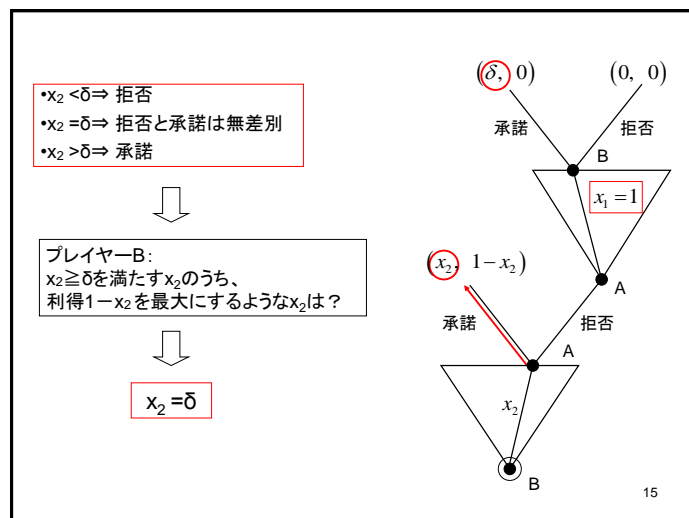 •x₂ <δ⇒ 拒否
•x₂ =δ⇒ 拒否と承諾は無差別
•x₂ >δ⇒ 承諾
プレイヤーB：
x₂≧δを満たすx₂のうち、
利得1－x₂を最大にするようなx₂は？
x₂ =δ
(δ, 0)
(0, 0)
承諾
拒否
B
x₁ = 1
A
(x₂, 1−x₂)
承諾
拒否
A
x₂
B
15